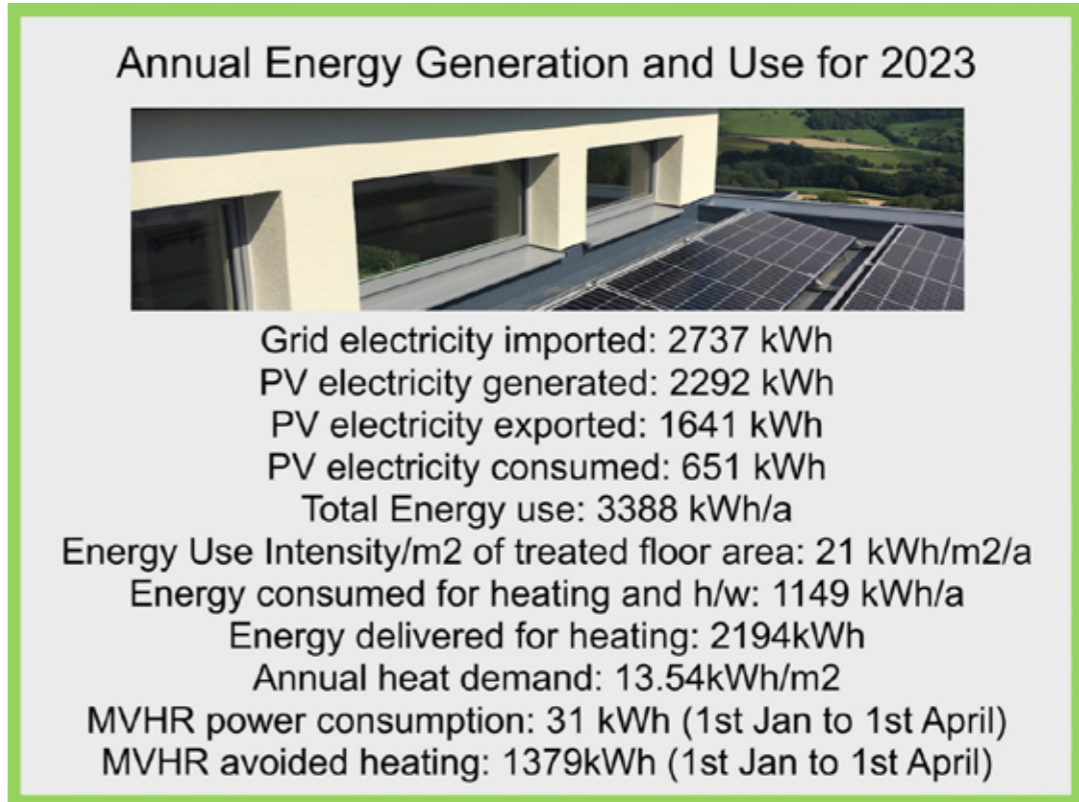 Annual Energy Generation and Use for 2023
Grid electricity imported: 2737 kWh
PV electricity generated: 2292 kWh
PV electricity exported: 1641 kWh
PV electricity consumed: 651 kWh
Total Energy use: 3388 kWh/a
Energy Use Intensity/m2 of treated floor area: 21 kWh/m2/a
Energy consumed for heating and h/w: 1149 kWh/a
Energy delivered for heating: 2194kWh
Annual heat demand: 13.54kWh/m2
MVHR power consumption: 31 kWh (1st Jan to 1st April)
MVHR avoided heating: 1379kWh (1st Jan to 1st April)